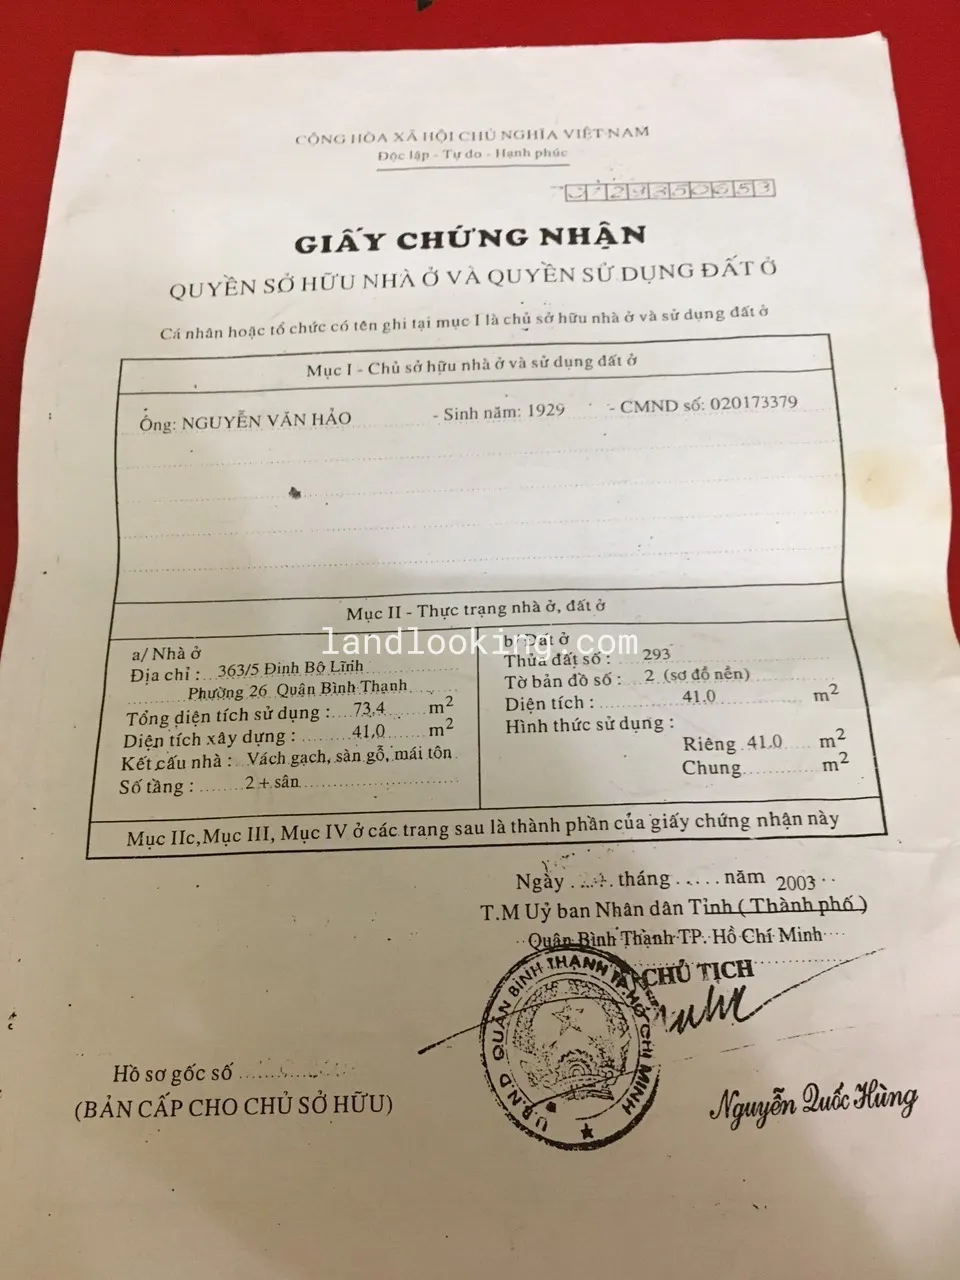 CỘNG HÒA XÃ HỘI CHỦ NGHĨA VIỆT NAM
Độc lập - Tự do - Hạnh phúc
GIẤY CHỨNG NHẬN
QUYỀN SỞ HỮU NHÀ Ở VÀ QUYỀN SỬ DỤNG ĐẤT Ở
Cá nhân hoặc tổ chức có tên ghi tại mục I là chủ sở hữu nhà ở và sử dụng đất ở
Mục I - Chủ sở hữu nhà ở và sử dụng đất ở
Ông: NGUYỄN VĂN HẢO - Sinh năm: 1929 - CMND số: 020173379
Mục II - Thực trạng nhà ở, đất ở
landlooking.com
a/ Nhà ở
Địa chỉ : 363/5 Đinh Bộ Lĩnh
Phường 26 Quận Bình Thạnh
Tổng diện tích sử dụng : 73,4 m2
Diện tích xây dựng : 41,0 m2
Kết cấu nhà : Vách gạch, sàn gỗ, mái tôn
Số tầng : 2 + sân
b/ Đất ở
Thửa đất số : 293
Tờ bản đồ số : 2 (sơ đồ nền)
Diện tích : 41,0 m2
Hình thức sử dụng :
Riêng 41,0 m2
Chung m2
Mục IIc, Mục III, Mục IV ở các trang sau là thành phần của giấy chứng nhận này
Ngày tháng năm 2003
T.M Uỷ ban Nhân dân Tỉnh ( Thành phố )
Quận Bình Thạnh TP. Hồ Chí Minh
CHỦ TỊCH
U.B.N.D QUẬN BÌNH THẠNH T.P HỒ CHÍ MINH
Nguyễn Quốc Hùng
Hồ sơ gốc số
(BẢN CẤP CHO CHỦ SỞ HỮU)